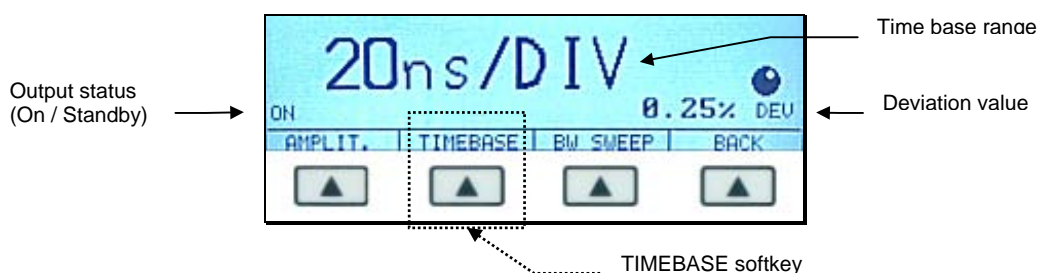 20ns/DIV
Time base range
Output status
(On / Standby)
ON
0.25% DEV
Deviation value
AMPLIT. TIMEBASE BW SWEEP BACK
TIMEBASE softkey